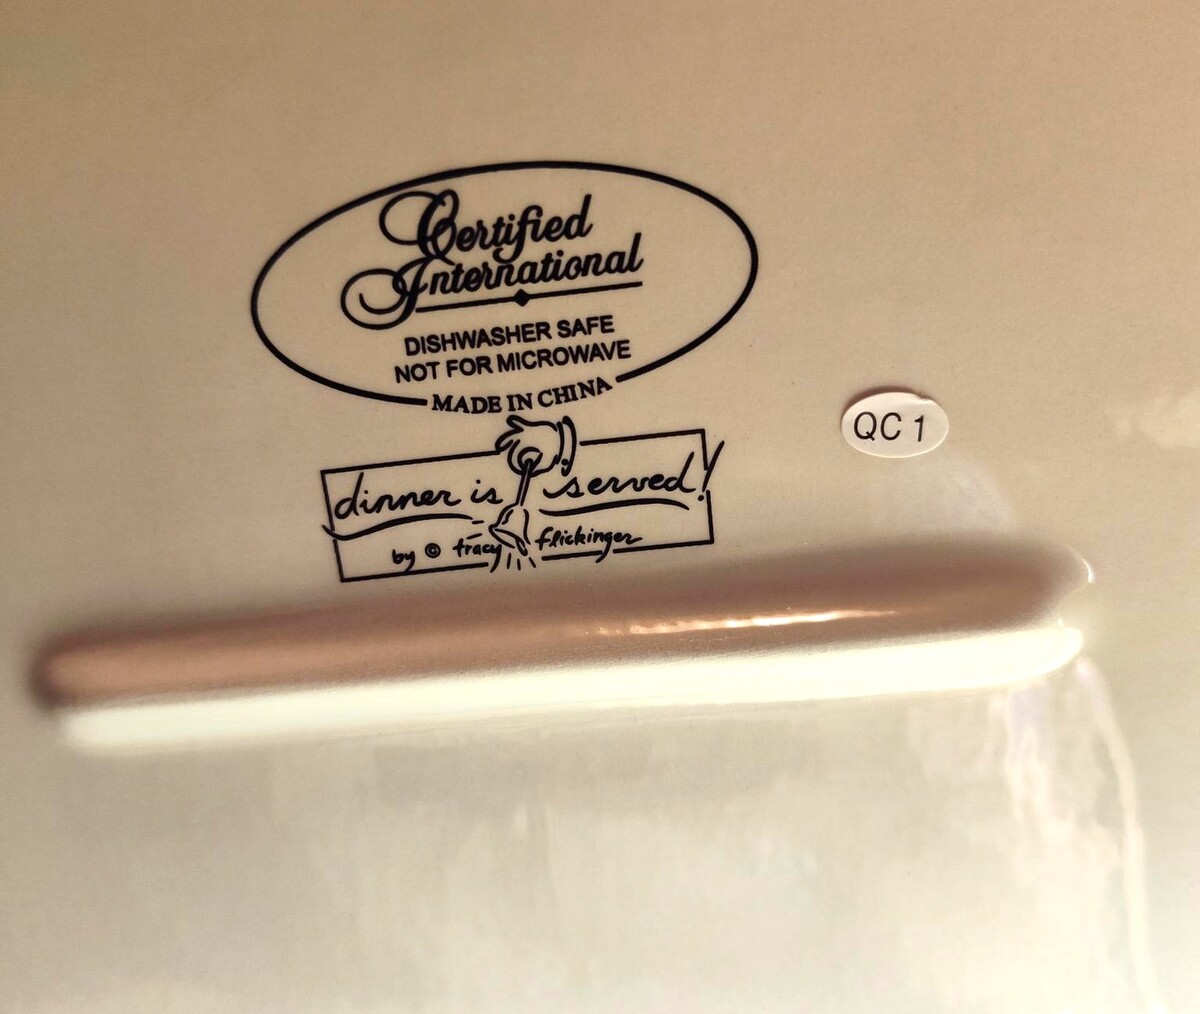 Certified
International
DISHWASHER SAFE
NOT FOR MICROWAVE
MADE IN CHINA
QC 1
dinner is served!
by © tracy flickinger